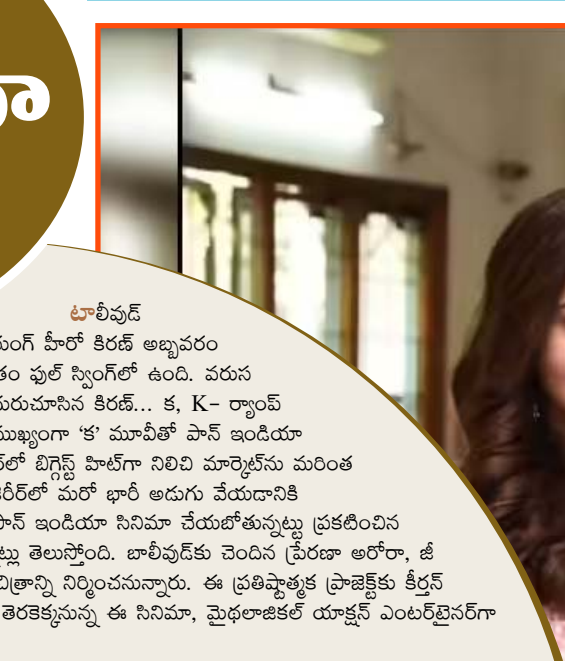 టాలీవుడ్
హీరో కిరణ్ అబ్బవరం
ఫుల్ స్వింగ్‌లో ఉంది. వరుస
కిరణ్... క, K- ర్యాంప్
'క' మూవీతో పాన్ ఇండియా
బిగ్గెస్ట్ హిట్‌గా నిలిచి మార్కెట్‌ను మరింత
మరో భారీ అడుగు వేయడానికి
పాన్ ఇండియా సినిమా చేయబోతున్నట్టు ప్రకటించిన
తెలుస్తోంది. బాలీవుడ్‌కు చెందిన ప్రేరణా అరోరా, జీ
చిత్రాన్ని నిర్మించనున్నారు. ఈ ప్రతిష్ఠాత్మక ప్రాజెక్ట్‌కు కీర్తన్
తెరకెక్కనున్న ఈ సినిమా, మైథలాజికల్ యాక్షన్ ఎంటర్‌టైనర్‌గా